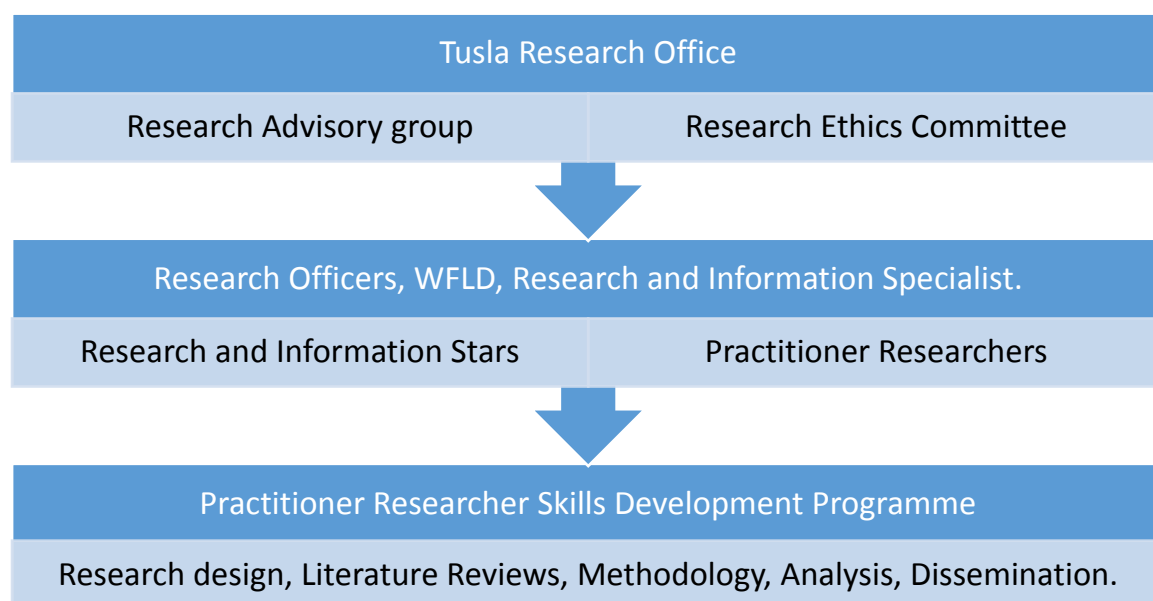 Tusla Research Office
Research Advisory group
Research Ethics Committee
Research Officers, WFLD, Research and Information Specialist.
Research and Information Stars
Practitioner Researchers
Practitioner Researcher Skills Development Programme
Research design, Literature Reviews, Methodology, Analysis, Dissemination.